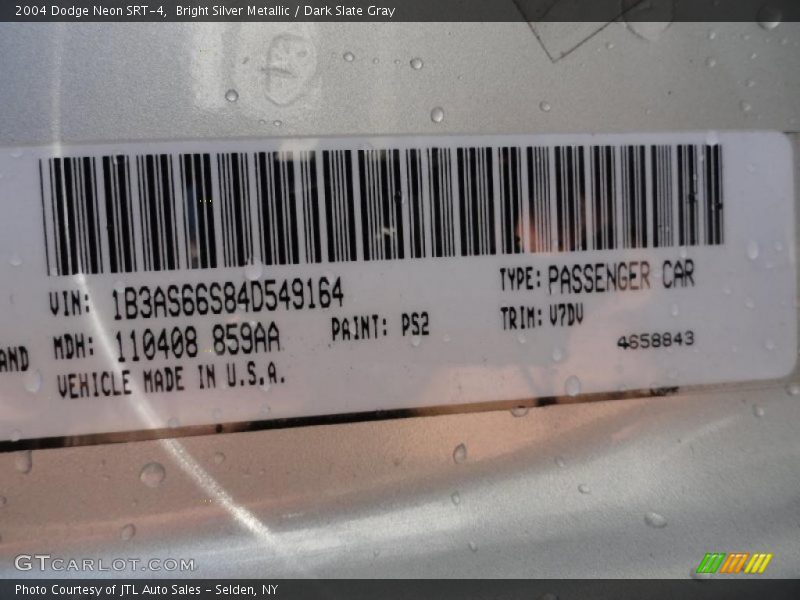 2004 Dodge Neon SRT-4, Bright Silver Metallic / Dark Slate Gray
VIN: 1B3AS66S84D549164
TYPE: PASSENGER CAR
AND MDH: 110408 859AA
PAINT: PS2
TRIM: V7DV
VEHICLE MADE IN U.S.A.
4658843
GTCARLOT.COM
Photo Courtesy of JTL Auto Sales - Selden, NY